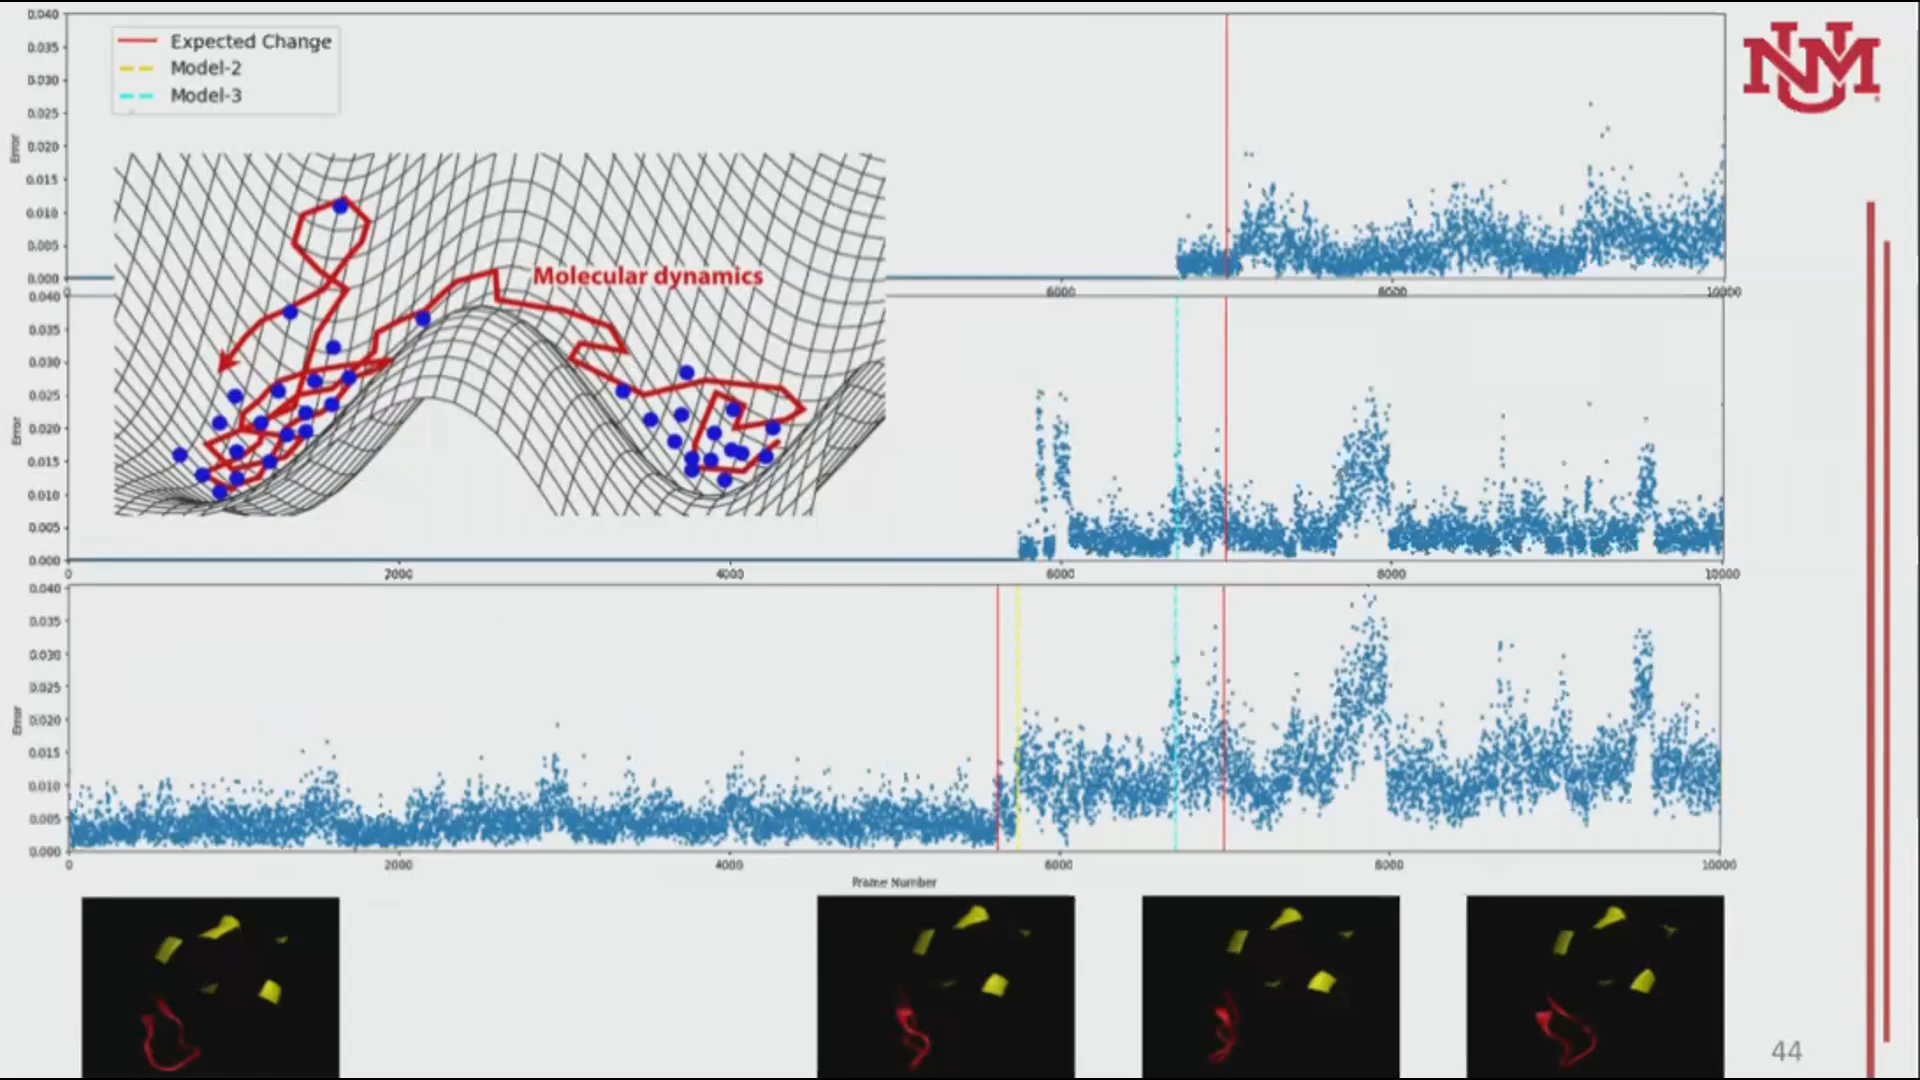 0.040
Expected Change
0.035
Model-2
0.030
Model-3
0.025
Error
0.020
0.015
0.010
0.005
0.000
Molecular dynamics
6000
8000
10000
0.040
0.035
0.030
0.025
Error
0.020
0.015
0.010
0.005
0.000
0 2000 4000 6000 8000 10000
0.040
0.035
0.030
0.025
Error
0.020
0.015
0.010
0.005
0.000
0 2000 4000 6000 8000 10000
Frame Number
NM
U
44